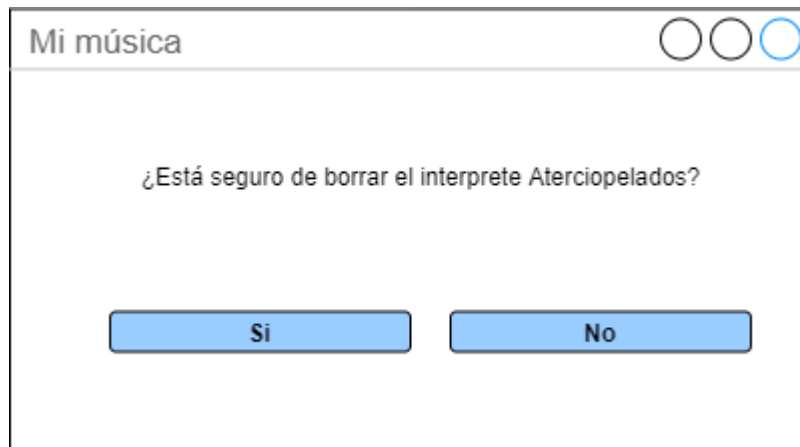 Mi música
¿Está seguro de borrar el interprete Aterciopelados?
Si
No